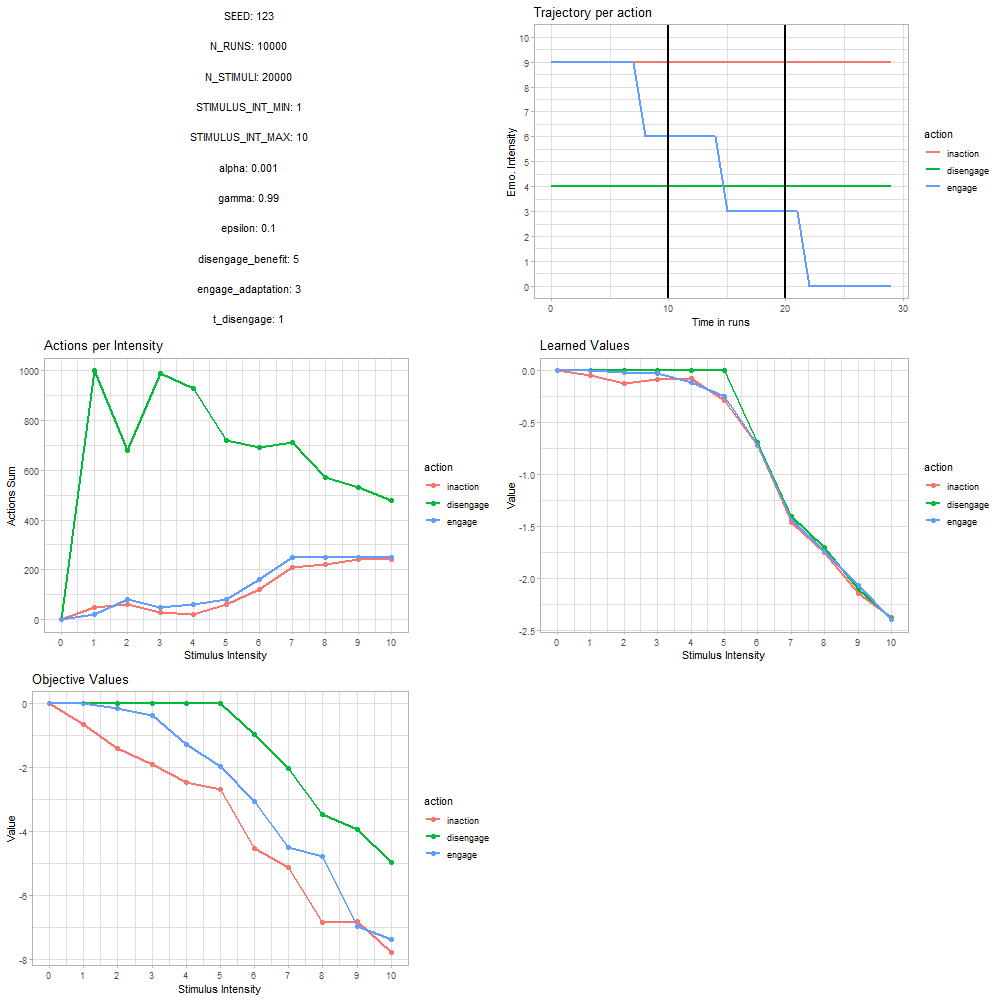 SEED: 123
N_RUNS: 10000
N_STIMULI: 20000
STIMULUS_INT_MIN: 1
STIMULUS_INT_MAX: 10
alpha: 0.001
gamma: 0.99
epsilon: 0.1
disengage_benefit: 5
engage_adaptation: 3
t_disengage: 1
Trajectory per action
Emo. Intensity
10
9
8
7
6
5
4
3
2
1
0
0 10 20 30
Time in runs
action
inaction
disengage
engage
Actions per Intensity
Actions Sum
1000
800
600
400
200
0
0 1 2 3 4 5 6 7 8 9 10
Stimulus Intensity
action
inaction
disengage
engage
Learned Values
Value
0.0
-0.5
-1.0
-1.5
-2.0
-2.5
0 1 2 3 4 5 6 7 8 9 10
Stimulus Intensity
action
inaction
disengage
engage
Objective Values
Value
0
-2
-4
-6
-8
0 1 2 3 4 5 6 7 8 9 10
Stimulus Intensity
action
inaction
disengage
engage